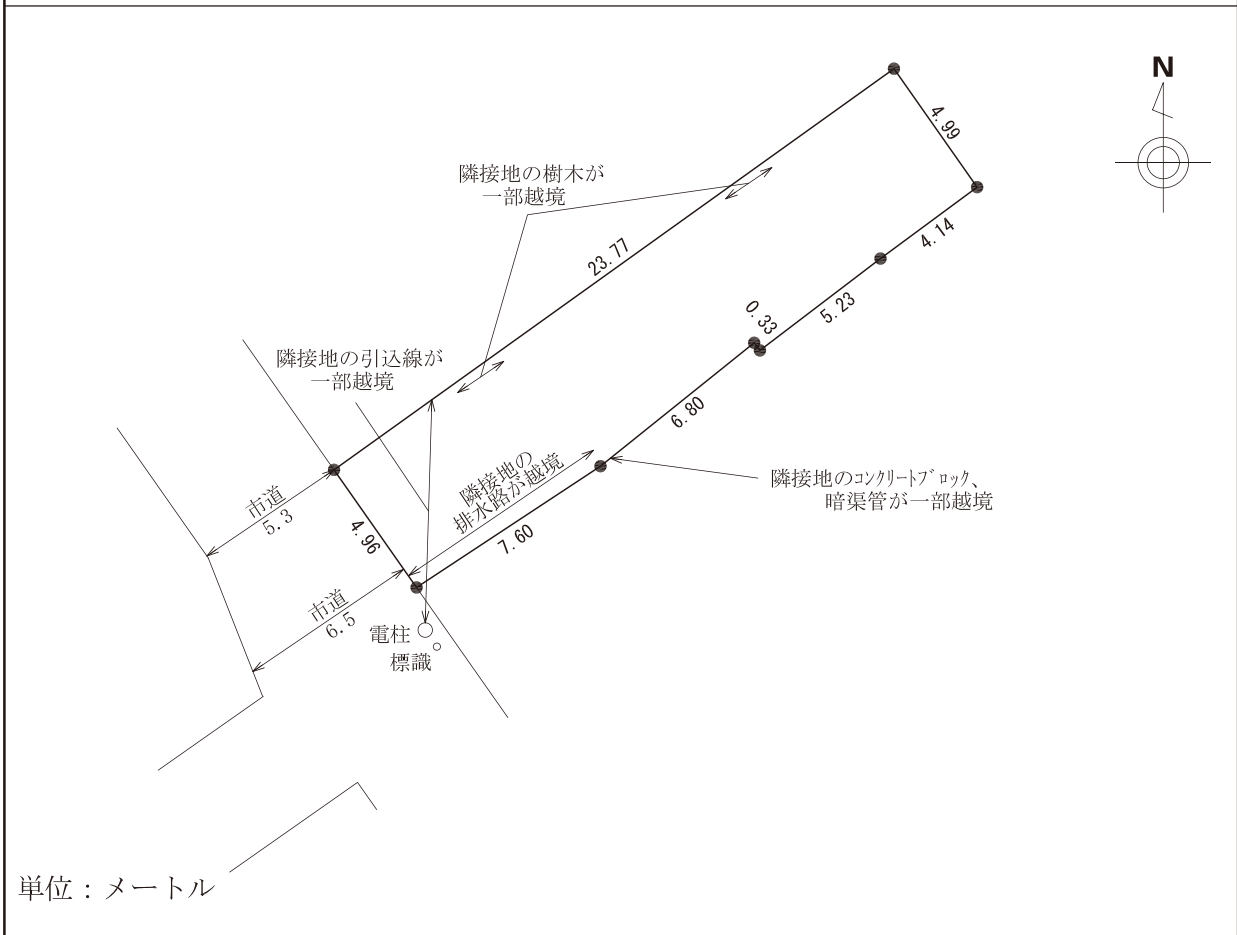 N
4.99
隣接地の樹木が
一部越境
4.14
23.77
5.23
0.33
隣接地の引込線が
一部越境
6.80
隣接地の
排水路が越境
隣接地のｺﾝｸﾘｰﾄﾌﾞﾛｯｸ、
暗渠管が一部越境
市道
5.3
4.96
7.60
市道
6.5
電柱
標識
単位：メートル